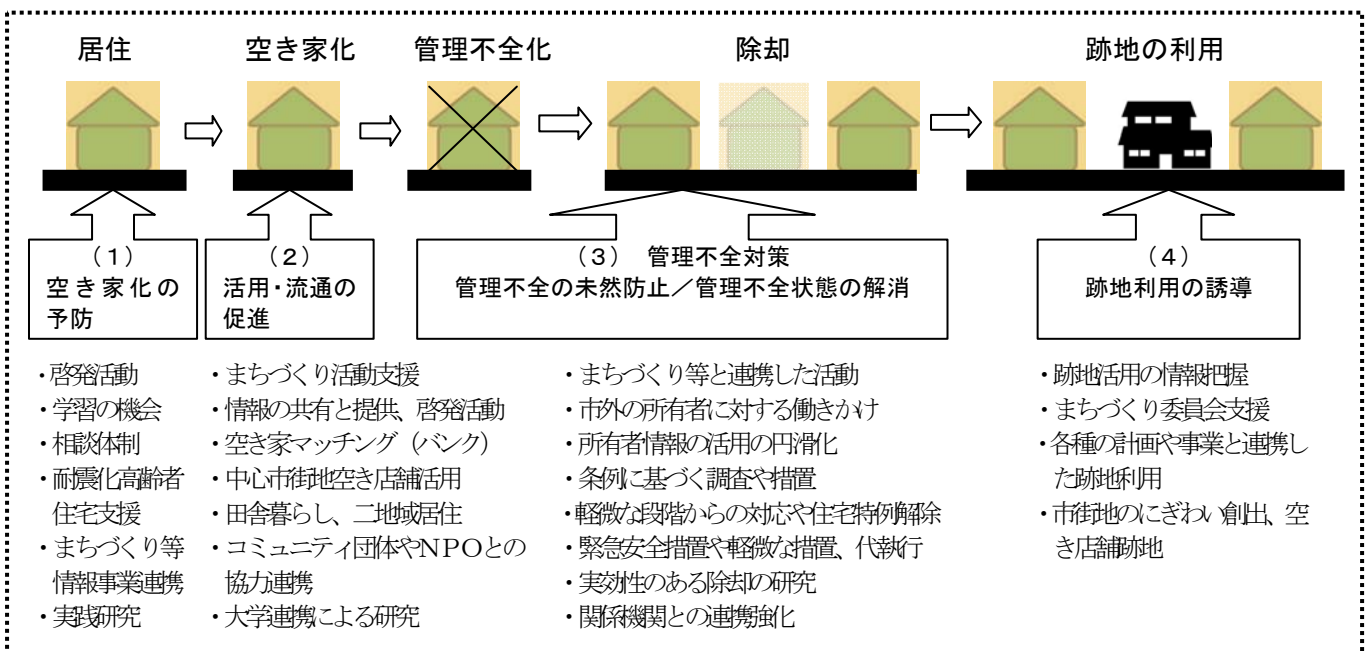 居住
空き家化
管理不全化
除却
跡地の利用
（１）
空き家化の
予防
（２）
活用・流通の
促進
（３） 管理不全対策
管理不全の未然防止／管理不全状態の解消
（４）
跡地利用の誘導
・啓発活動
・学習の機会
・相談体制
・耐震化高齢者
住宅支援
・まちづくり等
情報事業連携
・実践研究
・まちづくり活動支援
・情報の共有と提供、啓発活動
・空き家マッチング（バンク）
・中心市街地空き店舗活用
・田舎暮らし、二地域居住
・コミュニティ団体やNPOとの
協力連携
・大学連携による研究
・まちづくり等と連携した活動
・市外の所有者に対する働きかけ
・所有者情報の活用の円滑化
・条例に基づく調査や措置
・軽微な段階からの対応や住宅特例解除
・緊急安全措置や軽微な措置、代執行
・実効性のある除却の研究
・関係機関との連携強化
・跡地活用の情報把握
・まちづくり委員会支援
・各種の計画や事業と連携し
た跡地利用
・市街地のにぎわい創出、空
き店舗跡地